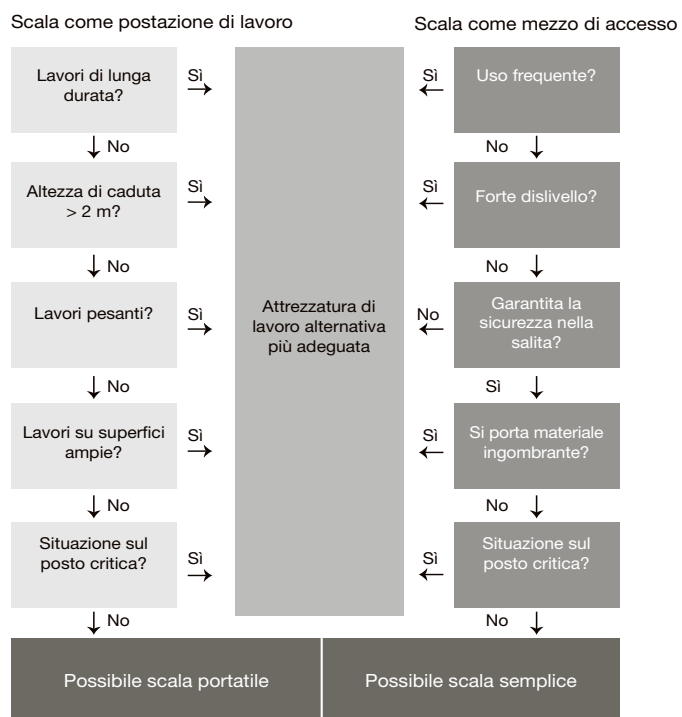 Scala come postazione di lavoro
Scala come mezzo di accesso
Lavori di lunga
durata?
Sì
Sì
Uso frequente?
No
No
Altezza di caduta
> 2 m?
Sì
Sì
Forte dislivello?
No
No
Lavori pesanti?
Sì
Attrezzatura di
lavoro alternativa
più adeguata
No
Garantita la
sicurezza nella
salita?
No
Sì
Lavori su superfici
ampie?
Sì
Sì
Si porta materiale
ingombrante?
No
No
Situazione sul
posto critica?
Sì
Sì
Situazione sul
posto critica?
No
No
Possibile scala portatile
Possibile scala semplice